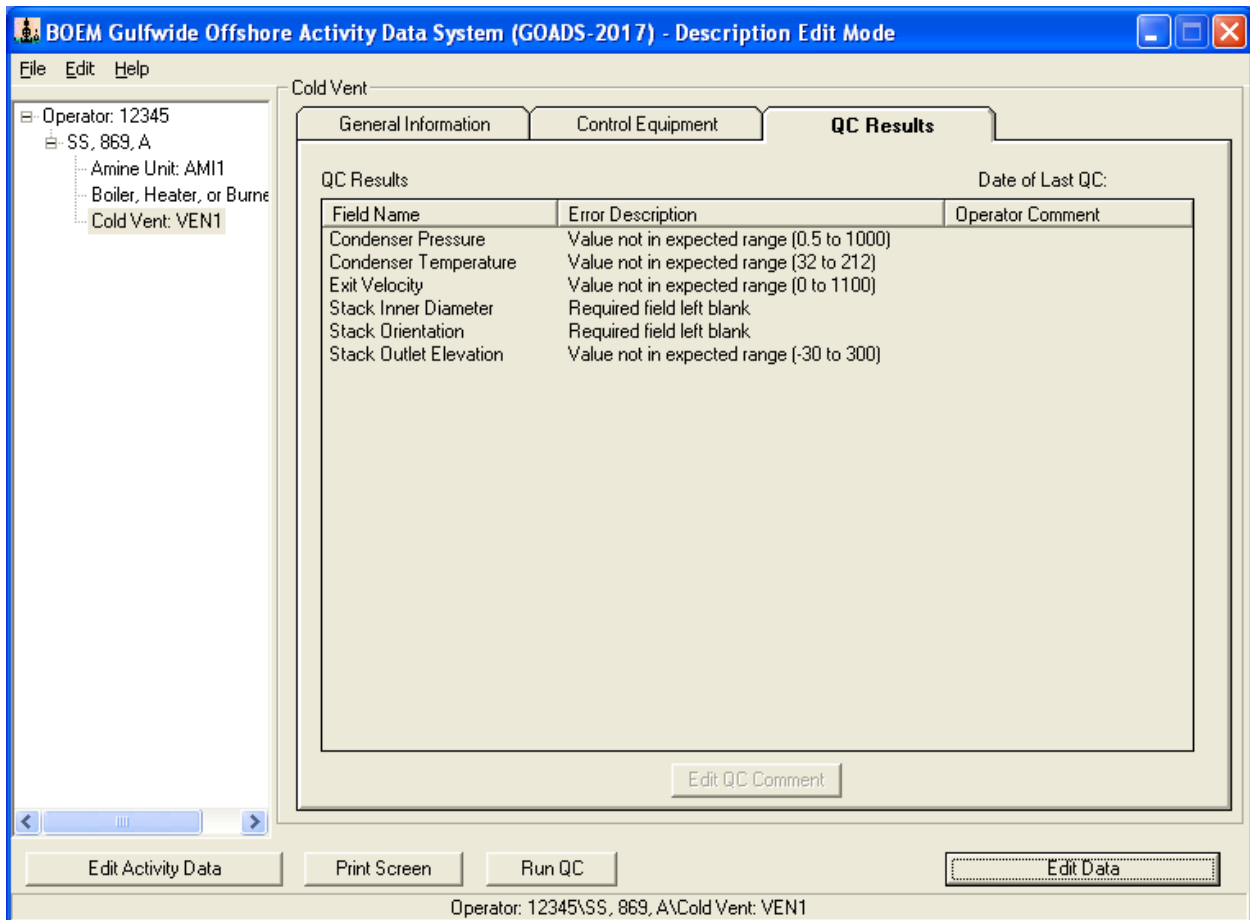 BOEM Gulfwide Offshore Activity Data System (GOADS-2017) - Description Edit Mode
File Edit Help
Operator: 12345
SS, 869, A
Amine Unit: AMI1
Boiler, Heater, or Burne
Cold Vent: VEN1
Cold Vent
General Information Control Equipment QC Results
QC Results Date of Last QC:
Field Name Error Description Operator Comment
Condenser Pressure Value not in expected range (0.5 to 1000)
Condenser Temperature Value not in expected range (32 to 212)
Exit Velocity Value not in expected range (0 to 1100)
Stack Inner Diameter Required field left blank
Stack Orientation Required field left blank
Stack Outlet Elevation Value not in expected range (-30 to 300)
Edit QC Comment
Edit Activity Data Print Screen Run QC Edit Data
Operator: 12345\SS, 869, A\Cold Vent: VEN1